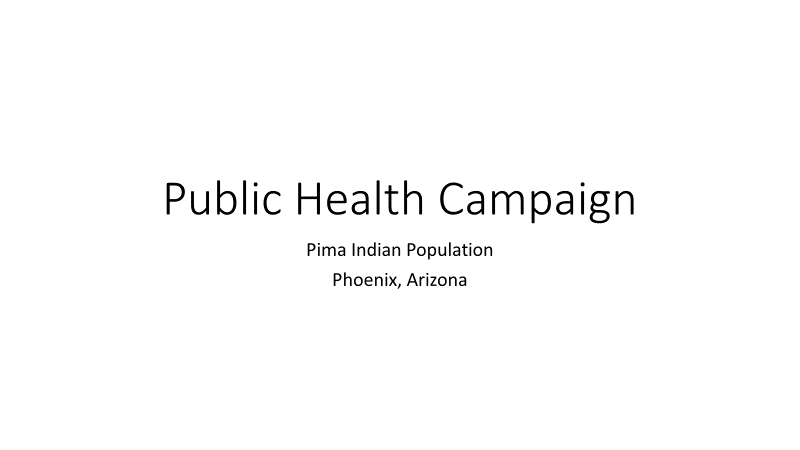 Public Health Campaign
Pima Indian Population
Phoenix, Arizona